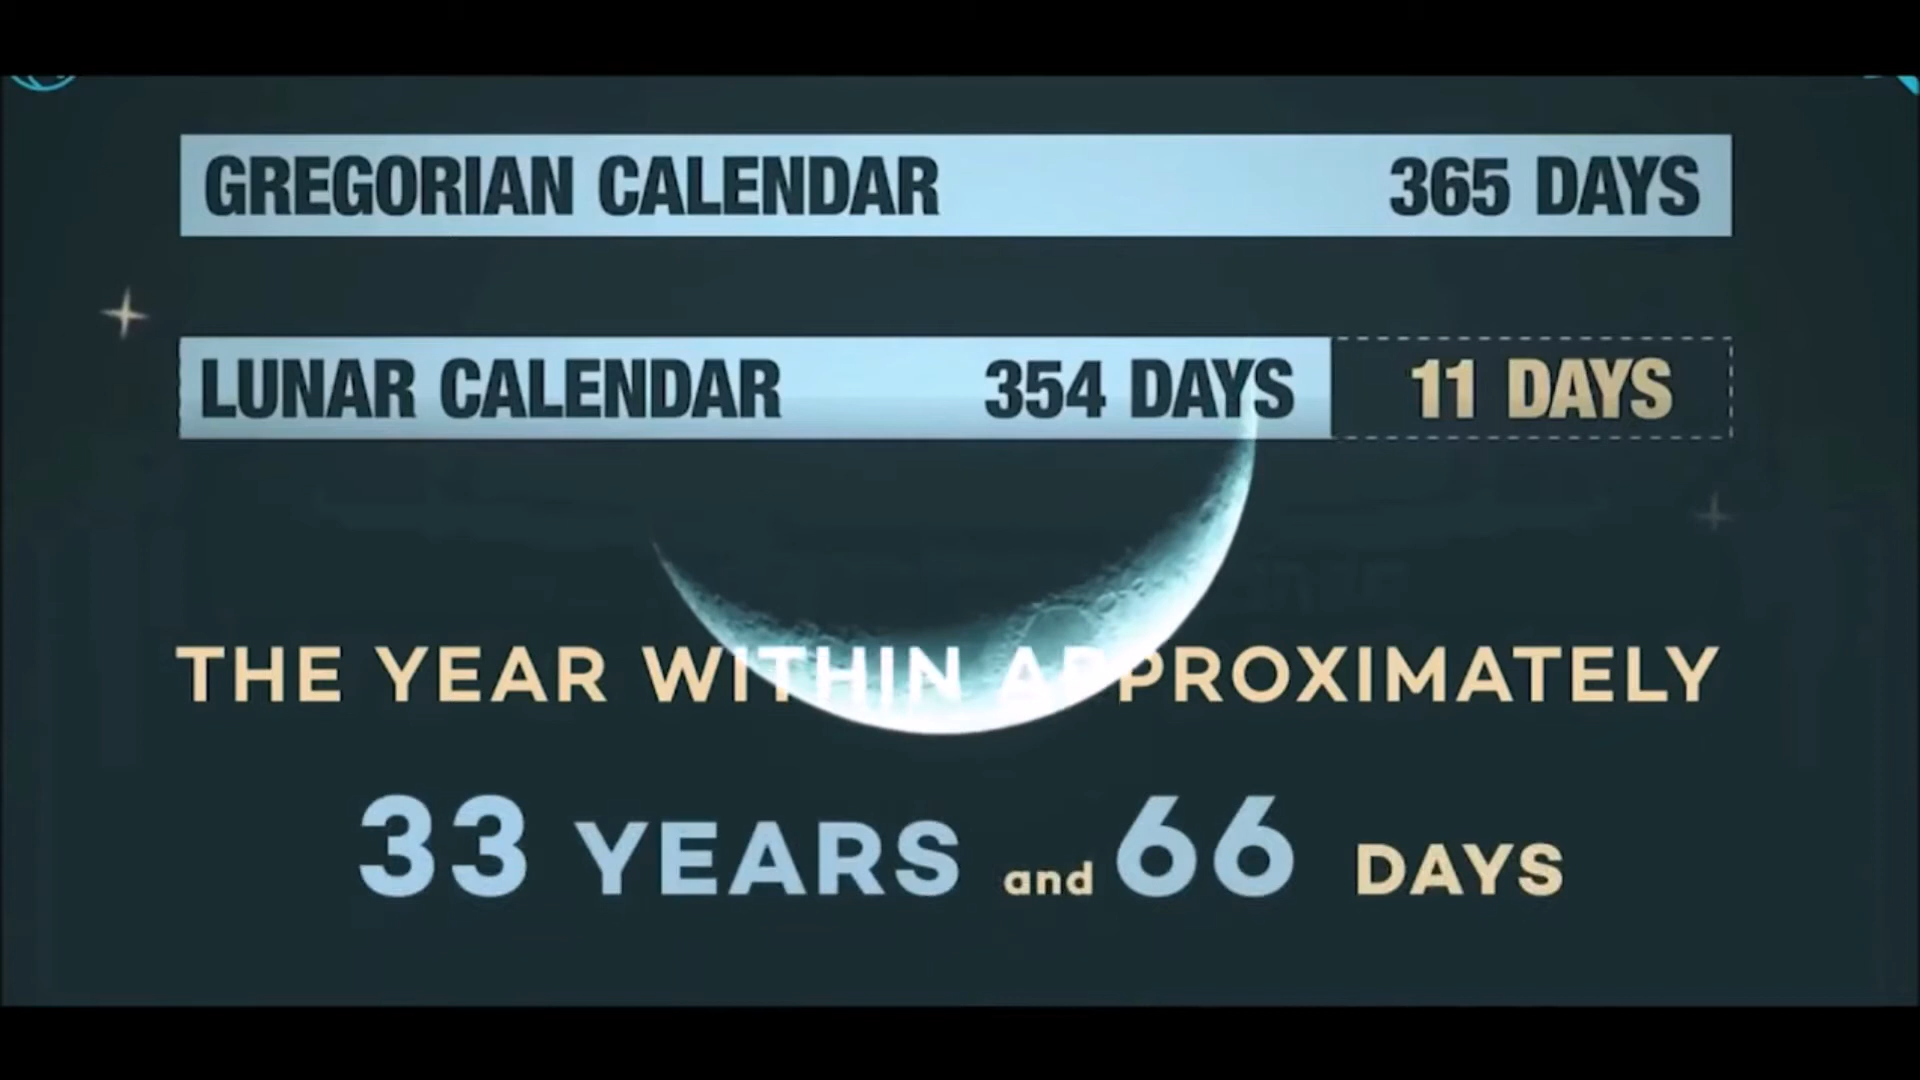 GREGORIAN CALENDAR 365 DAYS
LUNAR CALENDAR 354 DAYS 11 DAYS
THE YEAR WITHIN APPROXIMATELY
33 YEARS and 66 DAYS